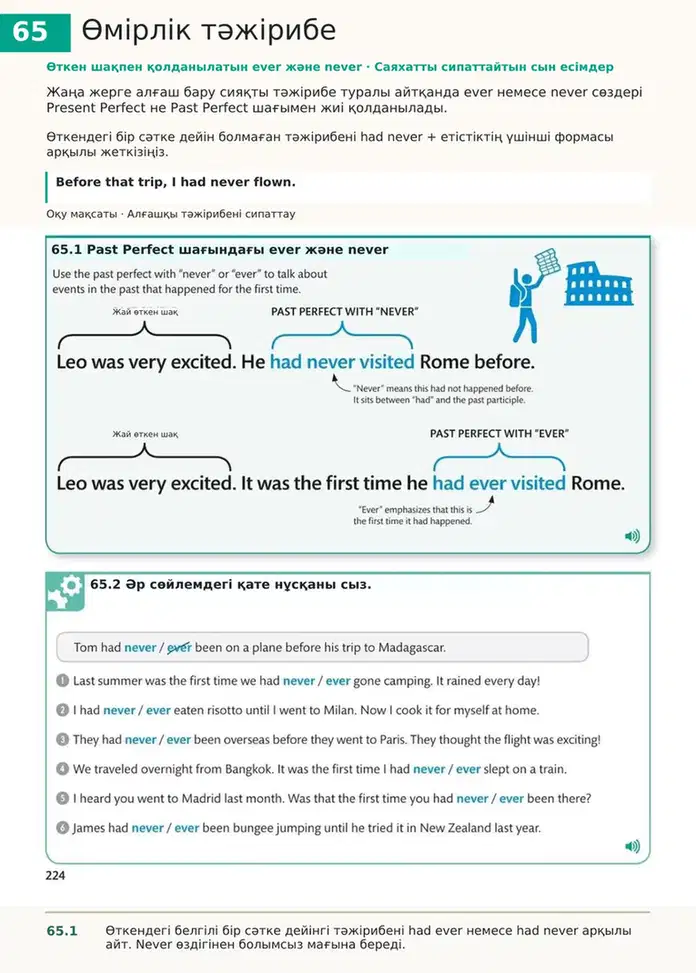 65 Өмірлік тәжірибе
Өткен шақпен қолданылатын ever және never · Саяхатты сипаттайтын сын есімдер
Жаңа жерге алғаш бару сияқты тәжірибе туралы айтқанда ever немесе never сөздері
Present Perfect не Past Perfect шағымен жиі қолданылады.
Өткендегі бір сәтке дейін болмаған тәжірибені had never + етістіктің үшінші формасы
арқылы жеткізіңіз.
Before that trip, I had never flown.
Оқу мақсаты · Алғашқы тәжірибені сипаттау
65.1 Past Perfect шағындағы ever және never
Use the past perfect with "never" or "ever" to talk about
events in the past that happened for the first time.
Жай өткен шақ PAST PERFECT WITH "NEVER"
Leo was very excited. He had never visited Rome before.
"Never" means this had not happened before.
It sits between "had" and the past participle.
Жай өткен шақ PAST PERFECT WITH "EVER"
Leo was very excited. It was the first time he had ever visited Rome.
"Ever" emphasizes that this is
the first time it had happened.
65.2 Әр сөйлемдегі қате нұсқаны сыз.
Tom had never / ever been on a plane before his trip to Madagascar.
1 Last summer was the first time we had never / ever gone camping. It rained every day!
2 I had never / ever eaten risotto until I went to Milan. Now I cook it for myself at home.
3 They had never / ever been overseas before they went to Paris. They thought the flight was exciting!
4 We traveled overnight from Bangkok. It was the first time I had never / ever slept on a train.
5 I heard you went to Madrid last month. Was that the first time you had never / ever been there?
6 James had never / ever been bungee jumping until he tried it in New Zealand last year.
224
65.1 Өткендегі белгілі бір сәтке дейінгі тәжірибені had ever немесе had never арқылы
айт. Never өздігінен болымсыз мағына береді.